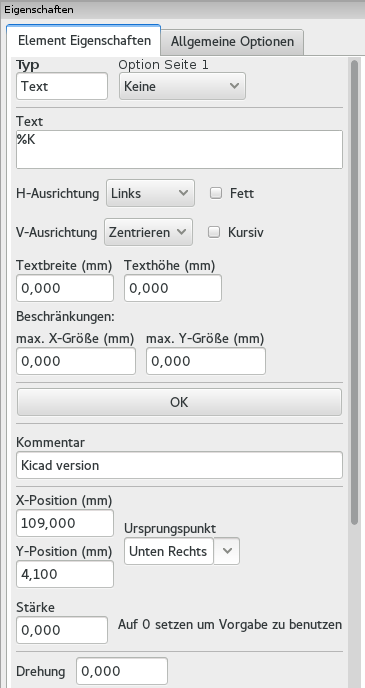 Eigenschaften
Element Eigenschaften Allgemeine Optionen
Typ Option Seite 1
Text Keine
Text
%K
H-Ausrichtung Links Fett
V-Ausrichtung Zentrieren Kursiv
Textbreite (mm) Texthöhe (mm)
0,000 0,000
Beschränkungen:
max. X-Größe (mm) max. Y-Größe (mm)
0,000 0,000
OK
Kommentar
Kicad version
X-Position (mm)
109,000 Ursprungspunkt
Y-Position (mm) Unten Rechts
4,100
Stärke
0,000 Auf 0 setzen um Vorgabe zu benutzen
Drehung 0,000